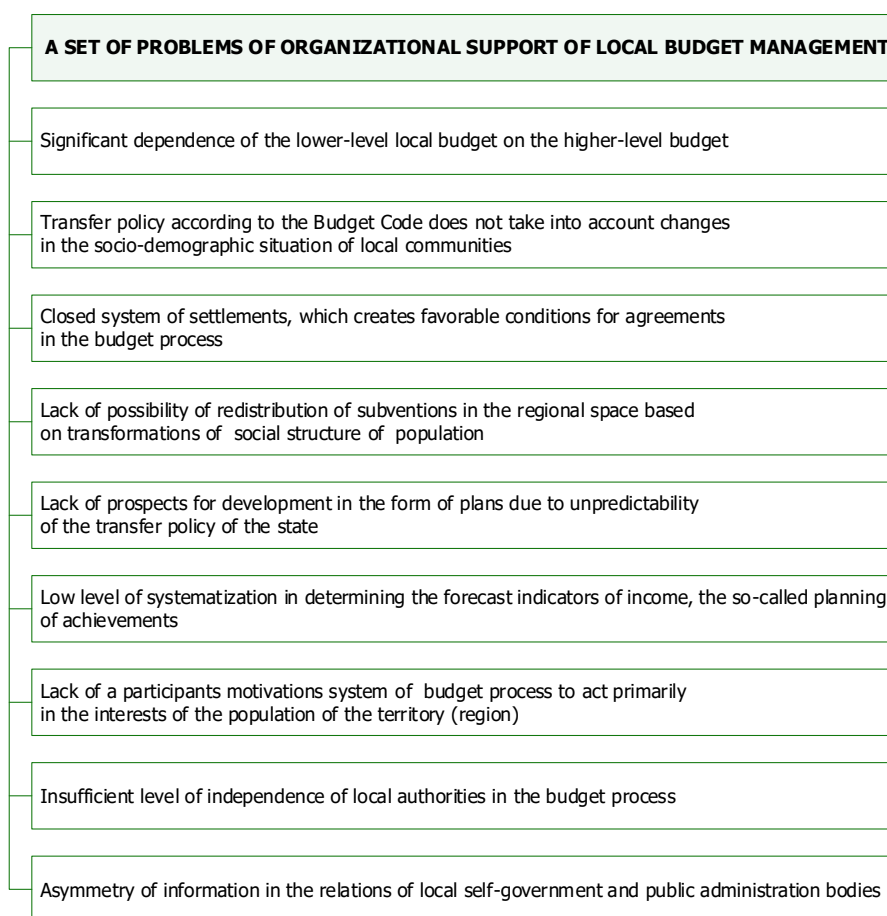 A SET OF PROBLEMS OF ORGANIZATIONAL SUPPORT OF LOCAL BUDGET MANAGEMENT
Significant dependence of the lower-level local budget on the higher-level budget
Transfer policy according to the Budget Code does not take into account changes
in the socio-demographic situation of local communities
Closed system of settlements, which creates favorable conditions for agreements
in the budget process
Lack of possibility of redistribution of subventions in the regional space based
on transformations of social structure of population
Lack of prospects for development in the form of plans due to unpredictability
of the transfer policy of the state
Low level of systematization in determining the forecast indicators of income, the so-called planning
of achievements
Lack of a participants motivations system of budget process to act primarily
in the interests of the population of the territory (region)
Insufficient level of independence of local authorities in the budget process
Asymmetry of information in the relations of local self-government and public administration bodies